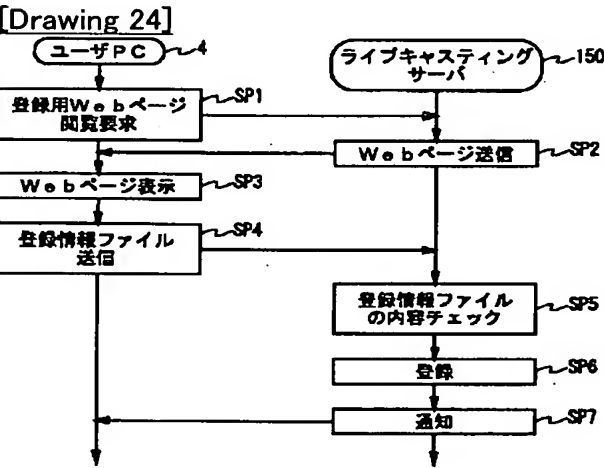 [Drawing 24]
ユーザPC
4
ライブキャスティング
サーバ
150
登録用Webページ
閲覧要求
SP1
Webページ送信
SP2
Webページ表示
SP3
登録情報ファイル
送信
SP4
登録情報ファイル
の内容チェック
SP5
登録
SP6
通知
SP7